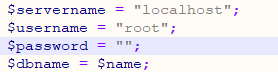 $servername = "localhost";
$username = "root";
$password = "";
$dbname = $name;